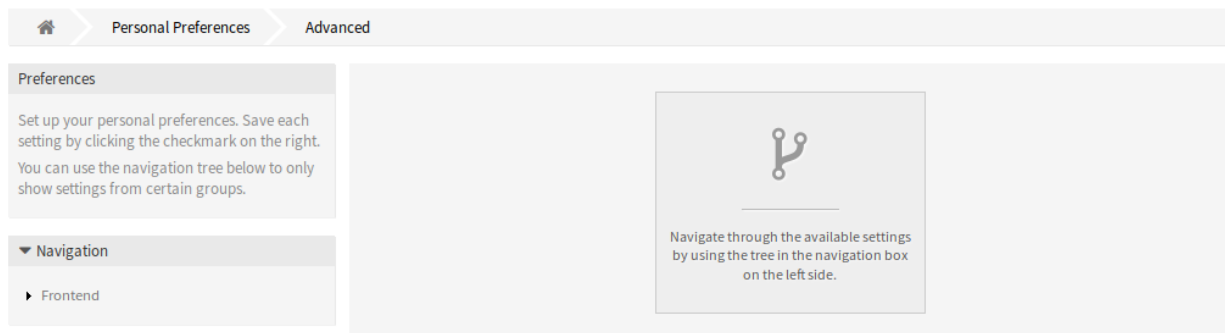 Personal Preferences
Advanced
Preferences
Set up your personal preferences. Save each
setting by clicking the checkmark on the right.
You can use the navigation tree below to only
show settings from certain groups.
Navigation
Frontend
Navigate through the available settings
by using the tree in the navigation box
on the left side.